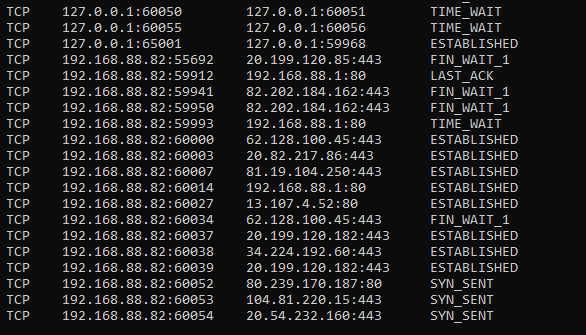 TCP 127.0.0.1:60050 127.0.0.1:60051 TIME_WAIT
TCP 127.0.0.1:60055 127.0.0.1:60056 TIME_WAIT
TCP 127.0.0.1:65001 127.0.0.1:59968 ESTABLISHED
TCP 192.168.88.82:55692 20.199.120.85:443 FIN_WAIT_1
TCP 192.168.88.82:59912 192.168.88.1:80 LAST_ACK
TCP 192.168.88.82:59941 82.202.184.162:443 FIN_WAIT_1
TCP 192.168.88.82:59950 82.202.184.162:443 FIN_WAIT_1
TCP 192.168.88.82:59993 192.168.88.1:80 TIME_WAIT
TCP 192.168.88.82:60000 62.128.100.45:443 ESTABLISHED
TCP 192.168.88.82:60003 20.82.217.86:443 ESTABLISHED
TCP 192.168.88.82:60007 81.19.104.250:443 ESTABLISHED
TCP 192.168.88.82:60014 192.168.88.1:80 ESTABLISHED
TCP 192.168.88.82:60027 13.107.4.52:80 ESTABLISHED
TCP 192.168.88.82:60034 62.128.100.45:443 FIN_WAIT_1
TCP 192.168.88.82:60037 20.199.120.182:443 ESTABLISHED
TCP 192.168.88.82:60038 34.224.192.60:443 ESTABLISHED
TCP 192.168.88.82:60039 20.199.120.182:443 ESTABLISHED
TCP 192.168.88.82:60052 80.239.170.187:80 SYN_SENT
TCP 192.168.88.82:60053 104.81.220.15:443 SYN_SENT
TCP 192.168.88.82:60054 20.54.232.160:443 SYN_SENT